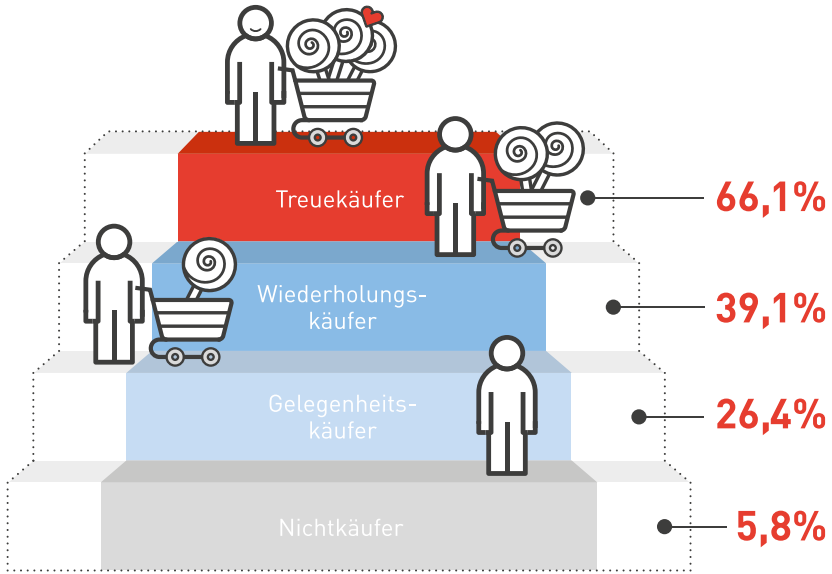 Treuekäufer
66,1%
Wiederholungs-
käufer
39,1%
Gelegenheits-
käufer
26,4%
Nichtkäufer
5,8%